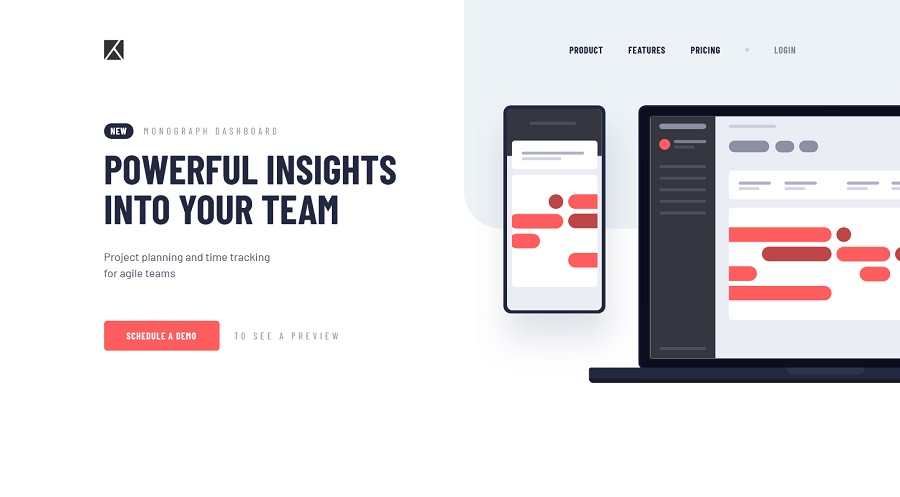 PRODUCT FEATURES PRICING LOGIN
NEW MONOGRAPH DASHBOARD
POWERFUL INSIGHTS
INTO YOUR TEAM
Project planning and time tracking
for agile teams
SCHEDULE A DEMO TO SEE A PREVIEW